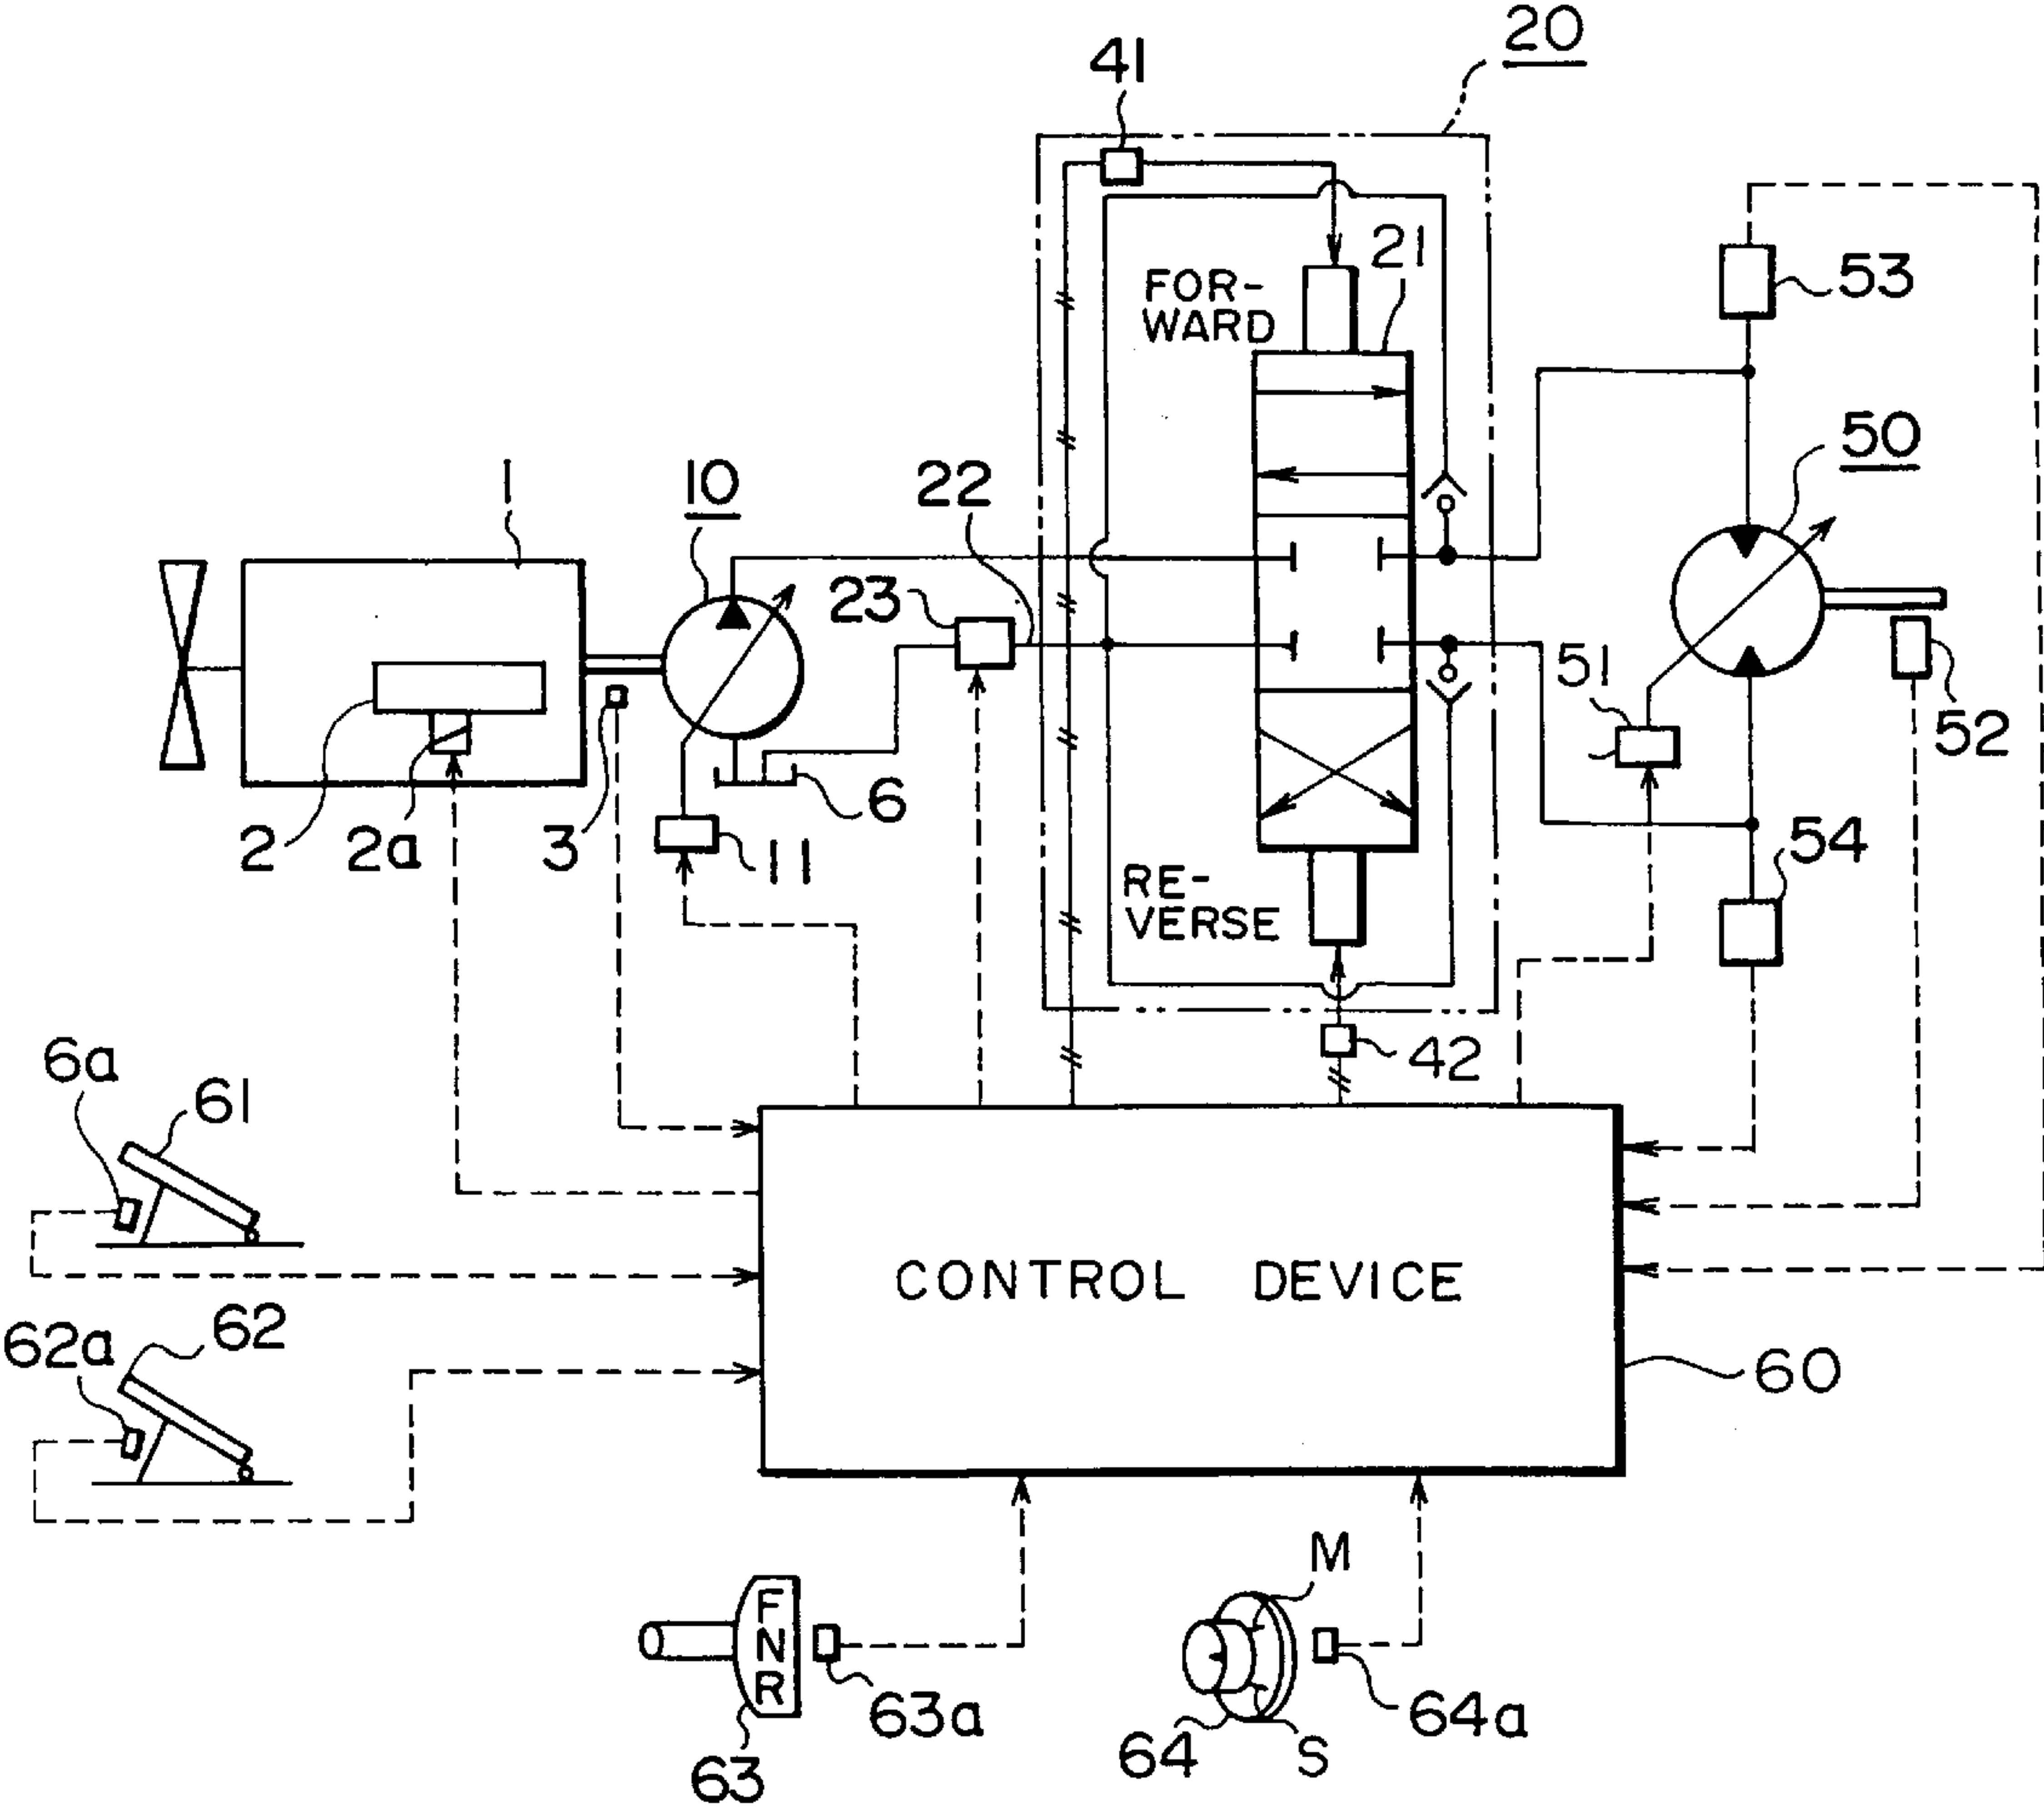 20
41
21
FOR-
WARD
53
50
1
10
22
23
51
52
2
2a
3
11
6
54
RE-
VERSE
42
6a
61
CONTROL DEVICE
62
62a
60
M
F
N
R
63a
64a
63
64
S